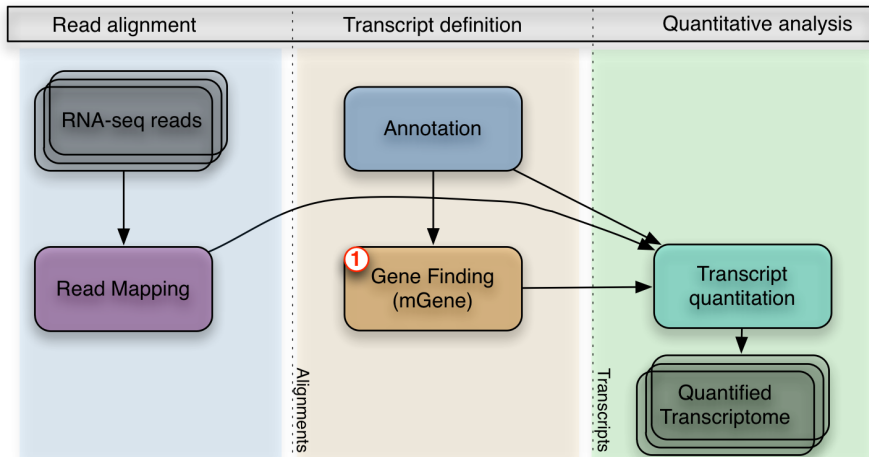 Read alignment
Transcript definition
Quantitative analysis
RNA-seq reads
Annotation
Read Mapping
1
Gene Finding
(mGene)
Transcript
quantitation
Alignments
Transcripts
Quantified
Transcriptome